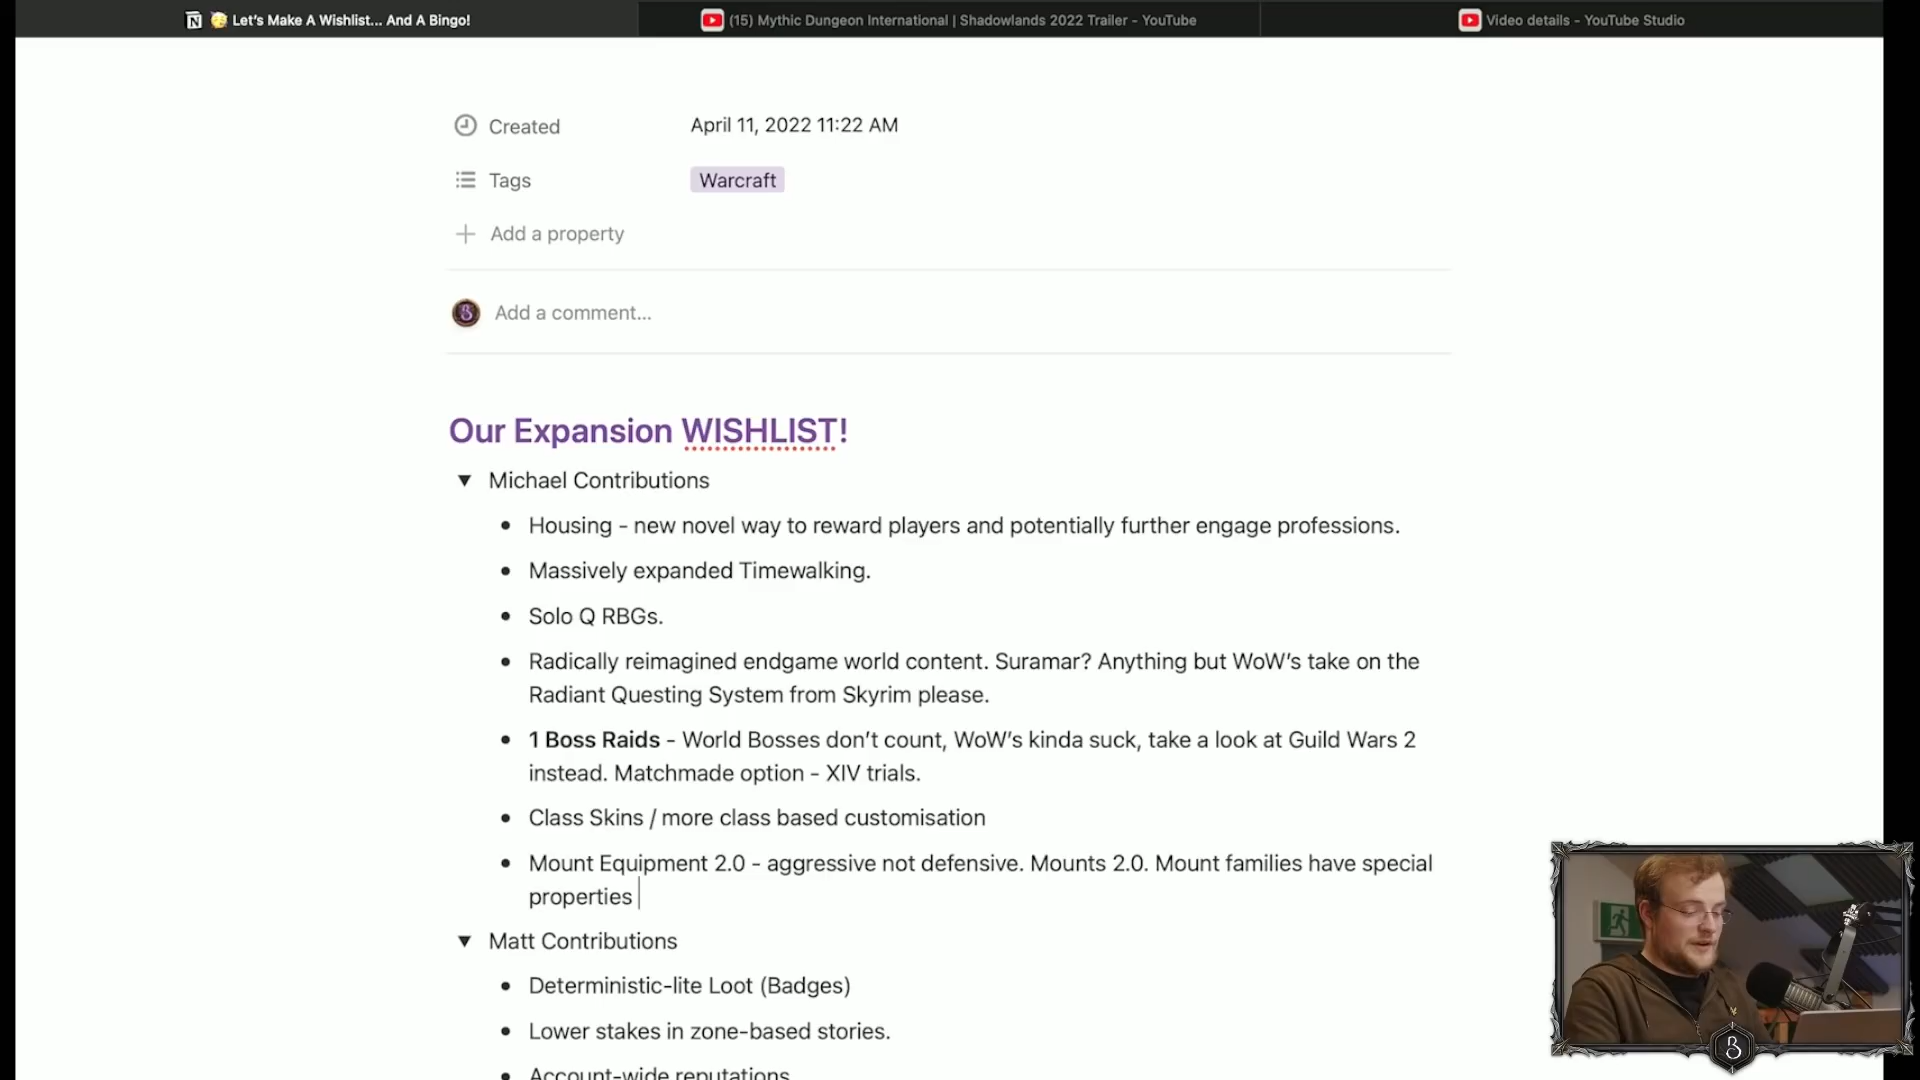 Let's Make A Wishlist... And A Bingo!
(15) Mythic Dungeon International | Shadowlands 2022 Trailer - YouTube
Video details - YouTube Studio
Created
April 11, 2022 11:22 AM
Tags
Warcraft
Add a property
Add a comment...
Our Expansion WISHLIST!
Michael Contributions
Housing - new novel way to reward players and potentially further engage professions.
Massively expanded Timewalking.
Solo Q RBGs.
Radically reimagined endgame world content. Suramar? Anything but WoW's take on the
Radiant Questing System from Skyrim please.
1 Boss Raids - World Bosses don't count, WoW's kinda suck, take a look at Guild Wars 2
instead. Matchmade option - XIV trials.
Class Skins / more class based customisation
Mount Equipment 2.0 - aggressive not defensive. Mounts 2.0. Mount families have special
properties
Matt Contributions
Deterministic-lite Loot (Badges)
Lower stakes in zone-based stories.
Account-wide reputations
B